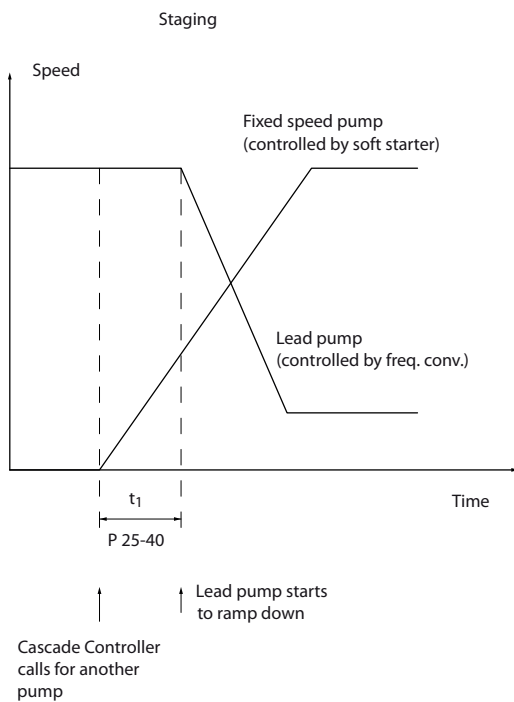 Staging
Speed
Fixed speed pump
(controlled by soft starter)
Lead pump
(controlled by freq. conv.)
t1
Time
P 25-40
Lead pump starts
to ramp down
Cascade Controller
calls for another
pump